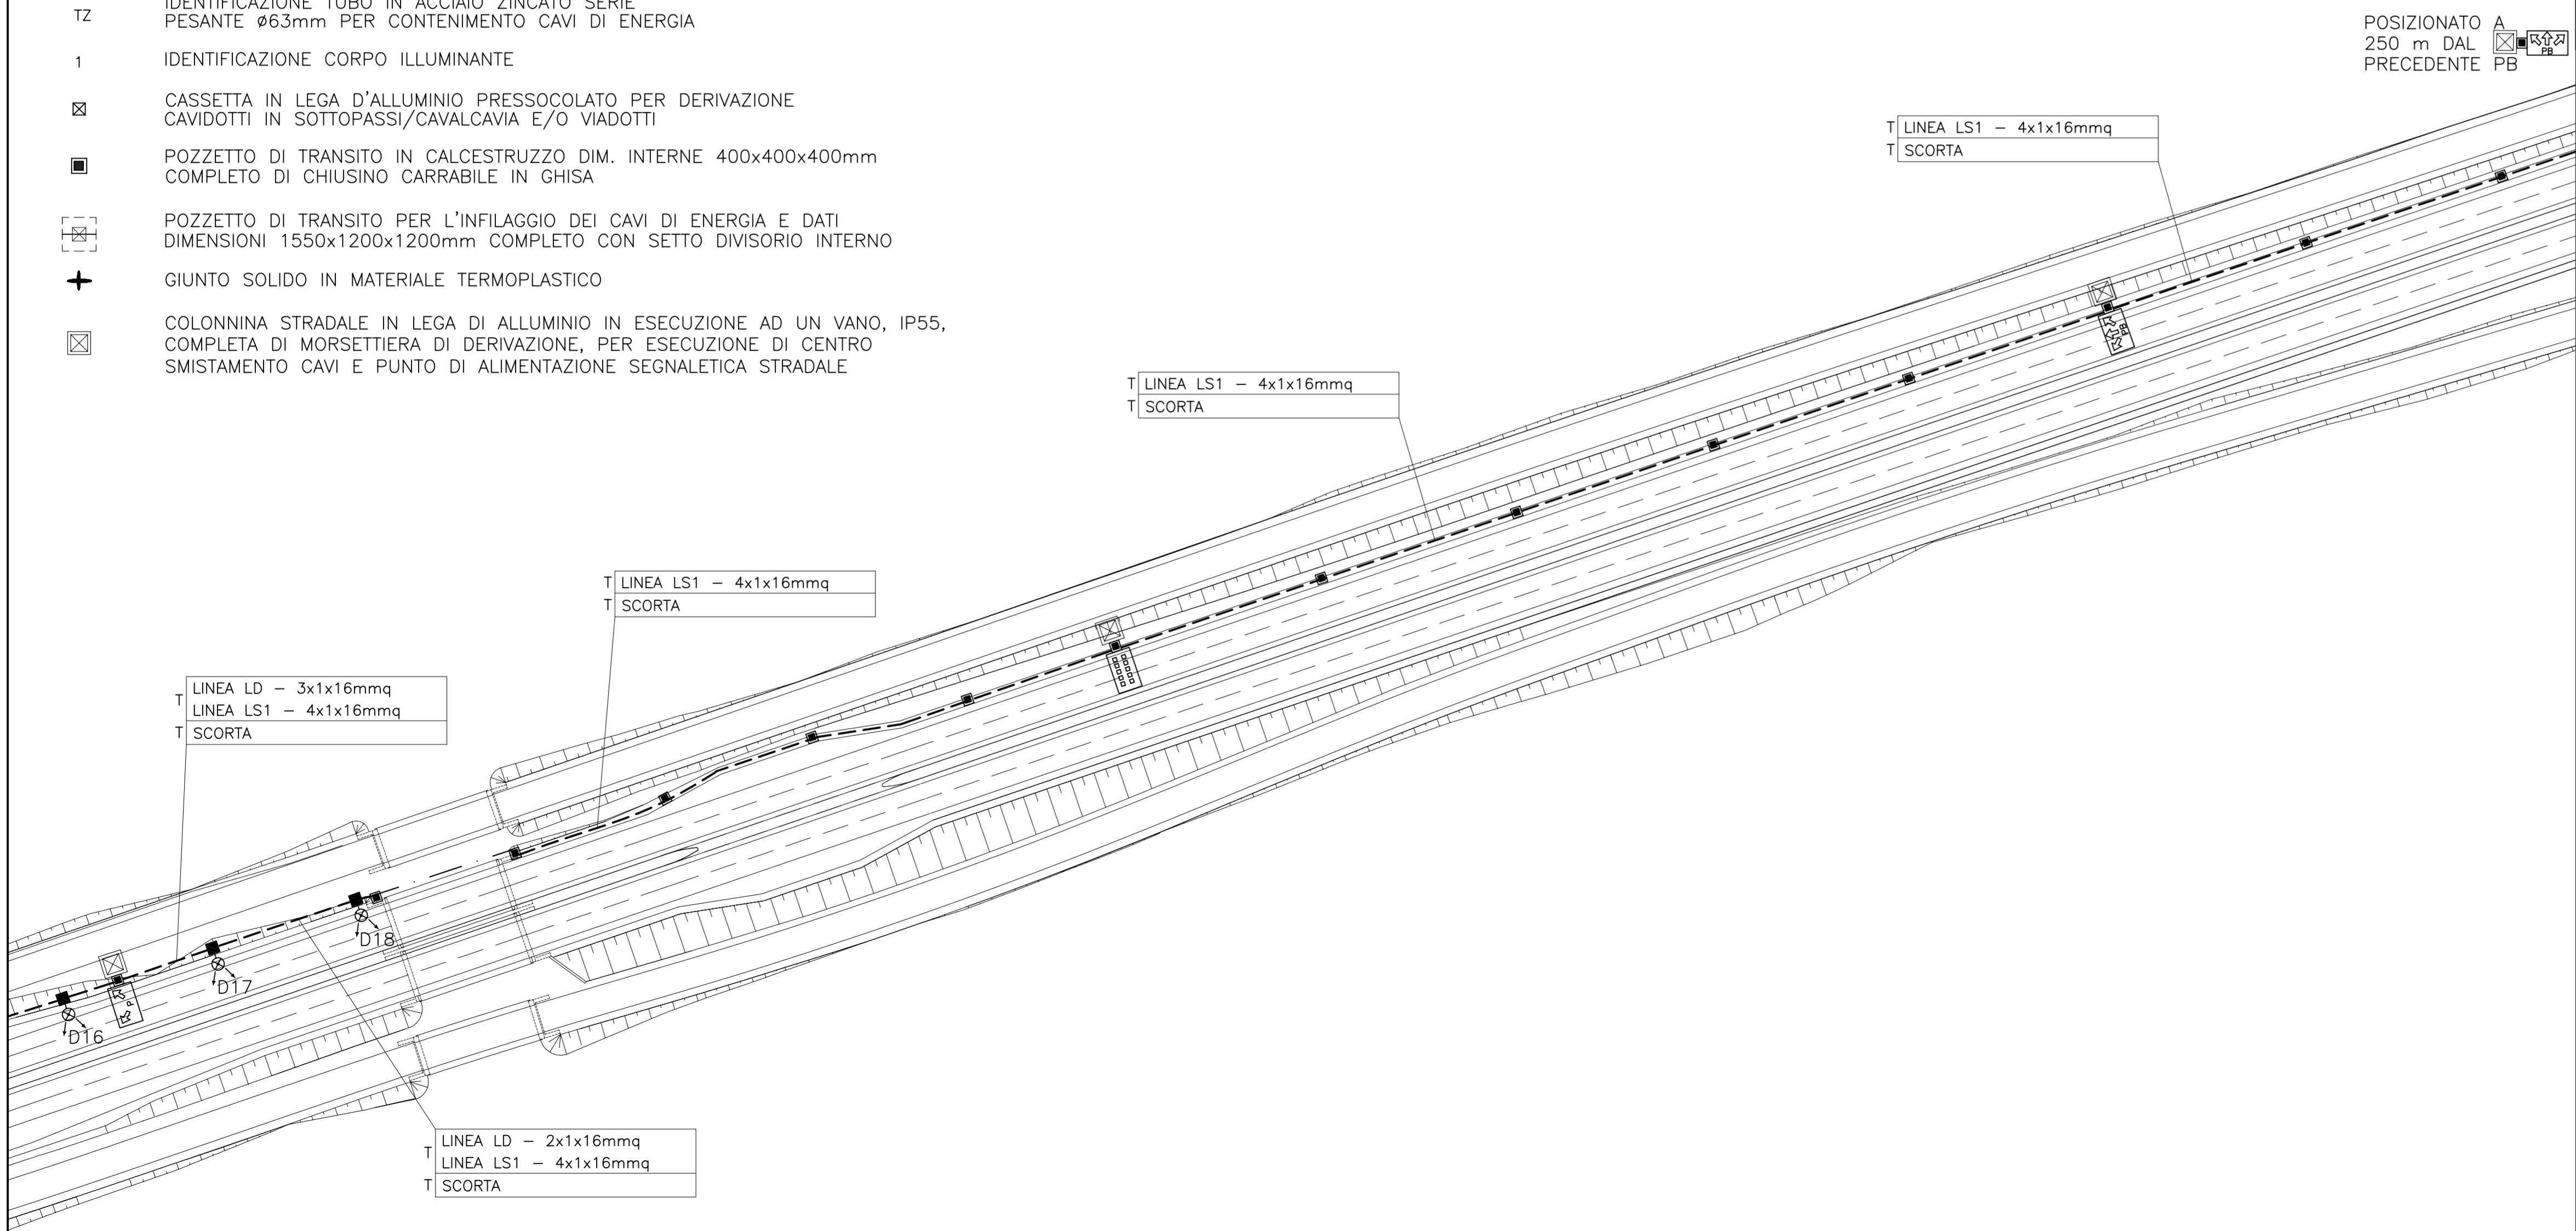 IDENTIFICAZIONE TUBO IN ACCIAIO ZINCATO SERIE
TZ
PESANTE ø63mm PER CONTENIMENTO CAVI DI ENERGIA
1
IDENTIFICAZIONE CORPO ILLUMINANTE
CASSETTA IN LEGA D'ALLUMINIO PRESSOCOLATO PER DERIVAZIONE
CAVIDOTTI IN SOTTOPASSI/CAVALCAVIA E/O VIADOTTI
POZZETTO DI TRANSITO IN CALCESTRUZZO DIM. INTERNE 400x400x400mm
COMPLETO DI CHIUSINO CARRABILE IN GHISA
POZZETTO DI TRANSITO PER L'INFILAGGIO DEI CAVI DI ENERGIA E DATI
DIMENSIONI 1550x1200x1200mm COMPLETO CON SETTO DIVISORIO INTERNO
GIUNTO SOLIDO IN MATERIALE TERMOPLASTICO
COLONNINA STRADALE IN LEGA DI ALLUMINIO IN ESECUZIONE AD UN VANO, IP55,
COMPLETA DI MORSETTIERA DI DERIVAZIONE, PER ESECUZIONE DI CENTRO
SMISTAMENTO CAVI E PUNTO DI ALIMENTAZIONE SEGNALETICA STRADALE
POSIZIONATO A
250 m DAL
PRECEDENTE PB
PB
T LINEA LS1 – 4x1x16mmq
T SCORTA
PB
T LINEA LS1 – 4x1x16mmq
T SCORTA
T LINEA LS1 – 4x1x16mmq
T SCORTA
T
LINEA LD – 3x1x16mmq
LINEA LS1 – 4x1x16mmq
T SCORTA
D18
D17
P
D16
T
LINEA LD – 2x1x16mmq
LINEA LS1 – 4x1x16mmq
T SCORTA